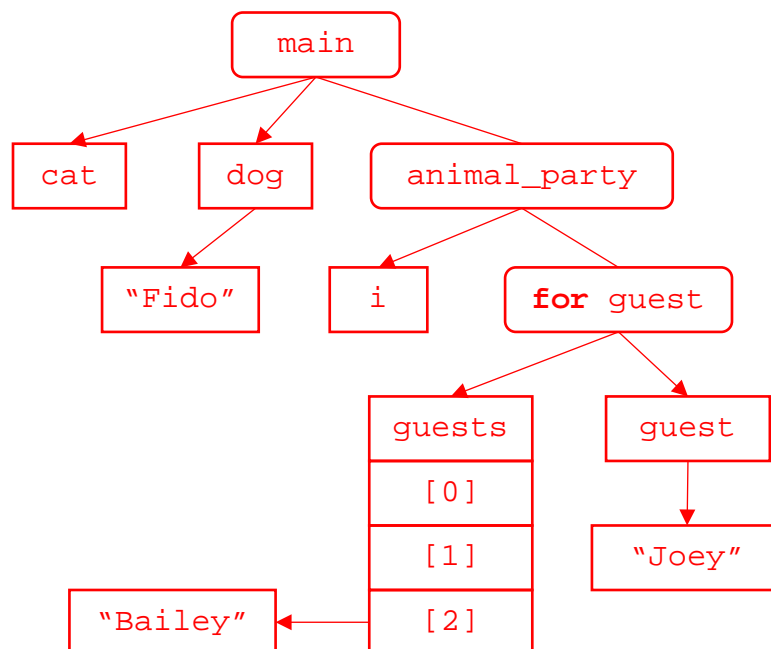 main
cat
dog
animal_party
“Fido”
i
for guest
guests
guest
[0]
[1]
“Joey”
“Bailey”
[2]